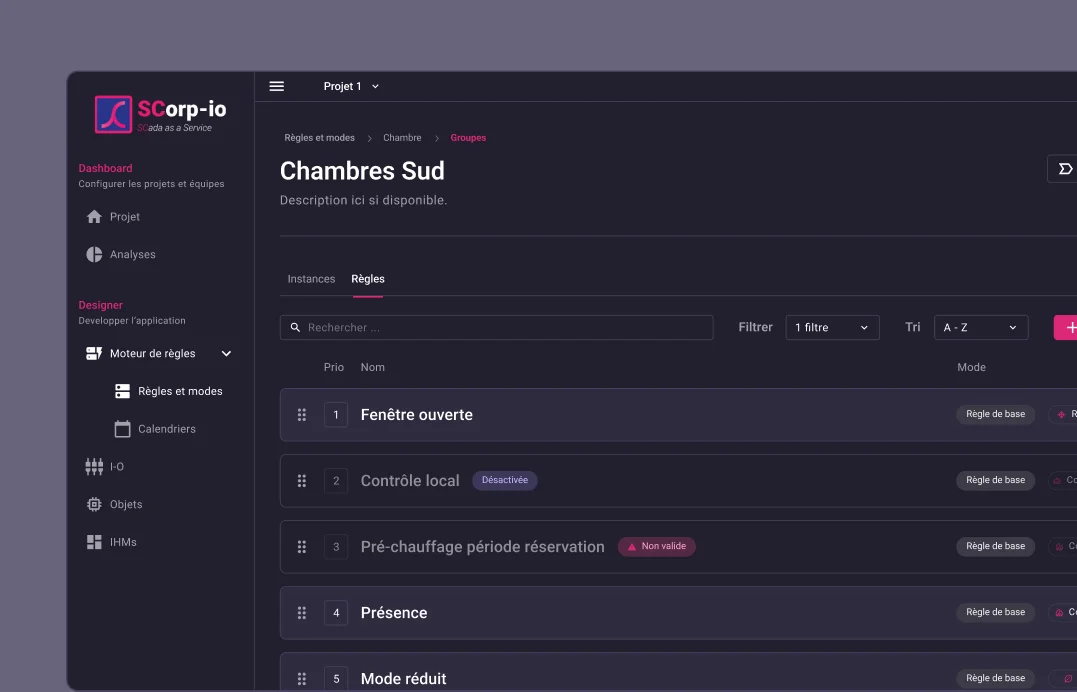 SCorp-io
SCada as a Service
Projet 1
Dashboard
Configurer les projets et équipes
Projet
Analyses
Designer
Developper l'application
Moteur de règles
Règles et modes
Calendriers
I-O
Objets
IHMs
Règles et modes > Chambre > Groupes
Chambres Sud
Description ici si disponible.
Instances Règles
Rechercher ... Filtrer 1 filtre Tri A - Z
Prio Nom Mode
1 Fenêtre ouverte Règle de base
2 Contrôle local Désactivée Règle de base
3 Pré-chauffage période réservation Non valide Règle de base
4 Présence Règle de base
5 Mode réduit Règle de base